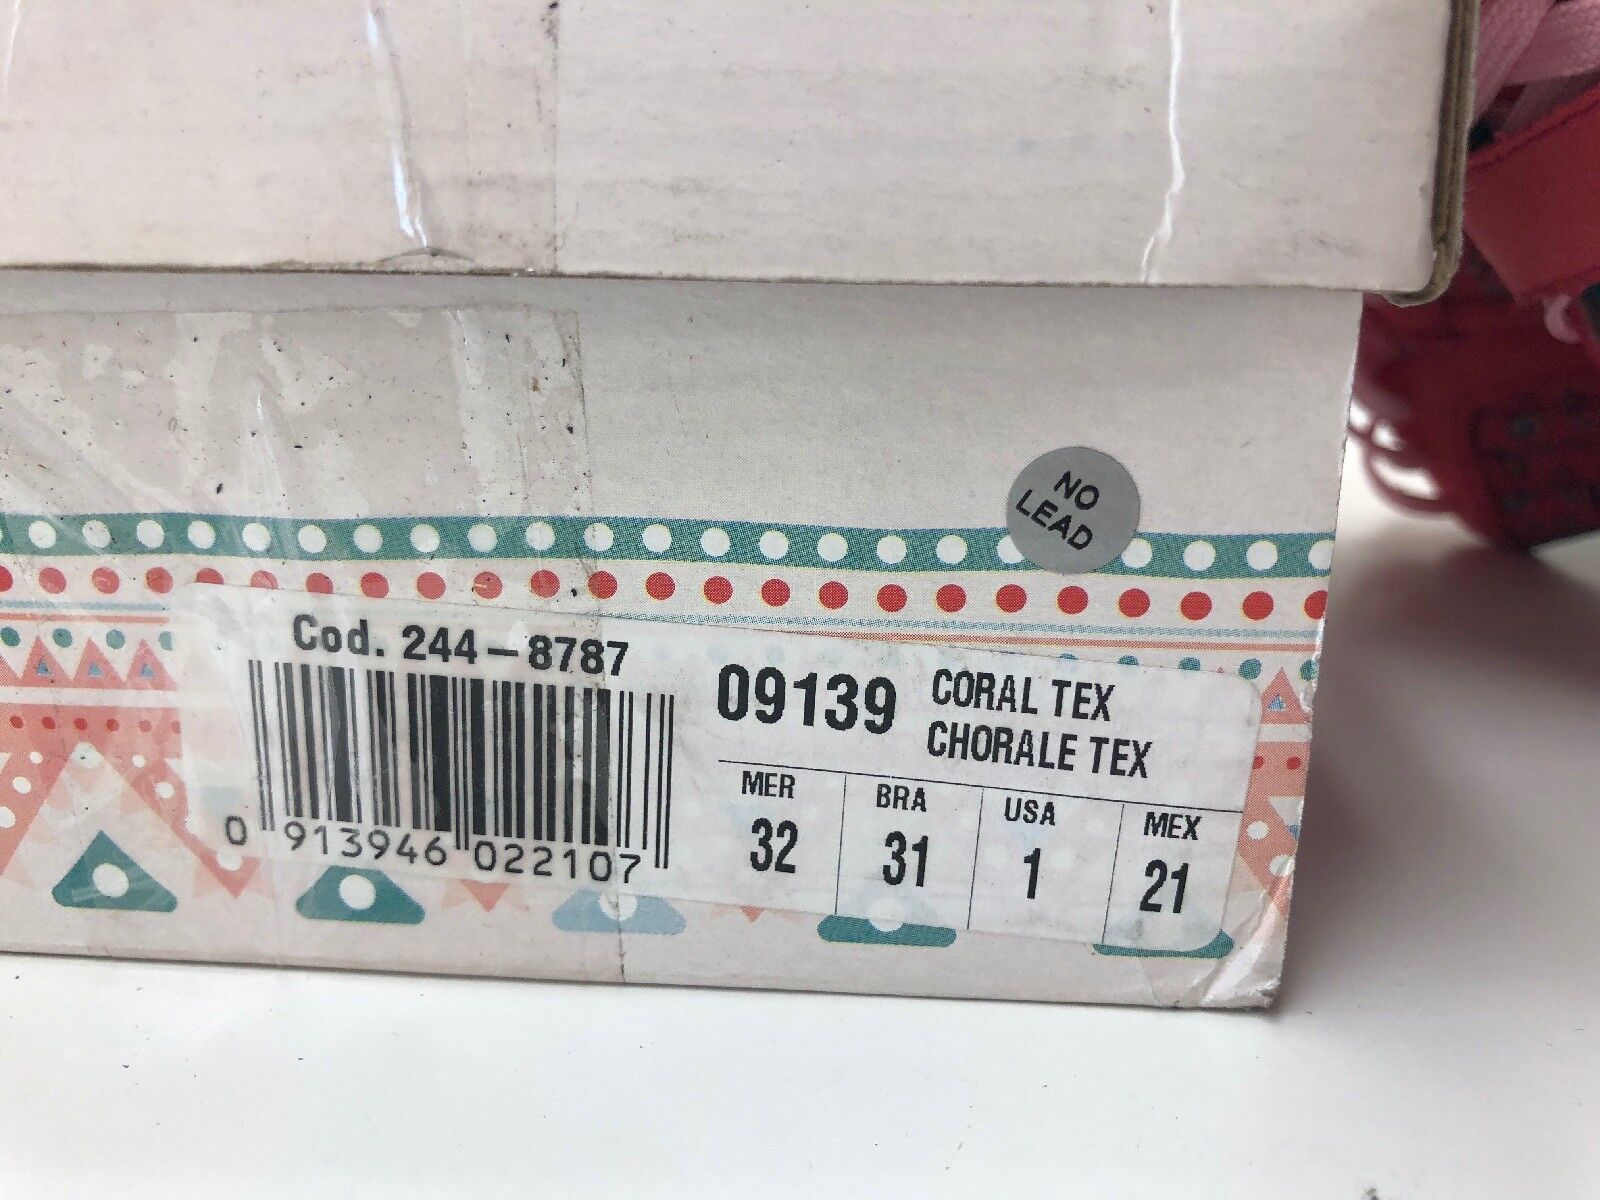 NO
LEAD
Cod. 244-8787
0 913946 022107
09139 CORAL TEX
CHORALE TEX
MER BRA USA MEX
32 31 1 21